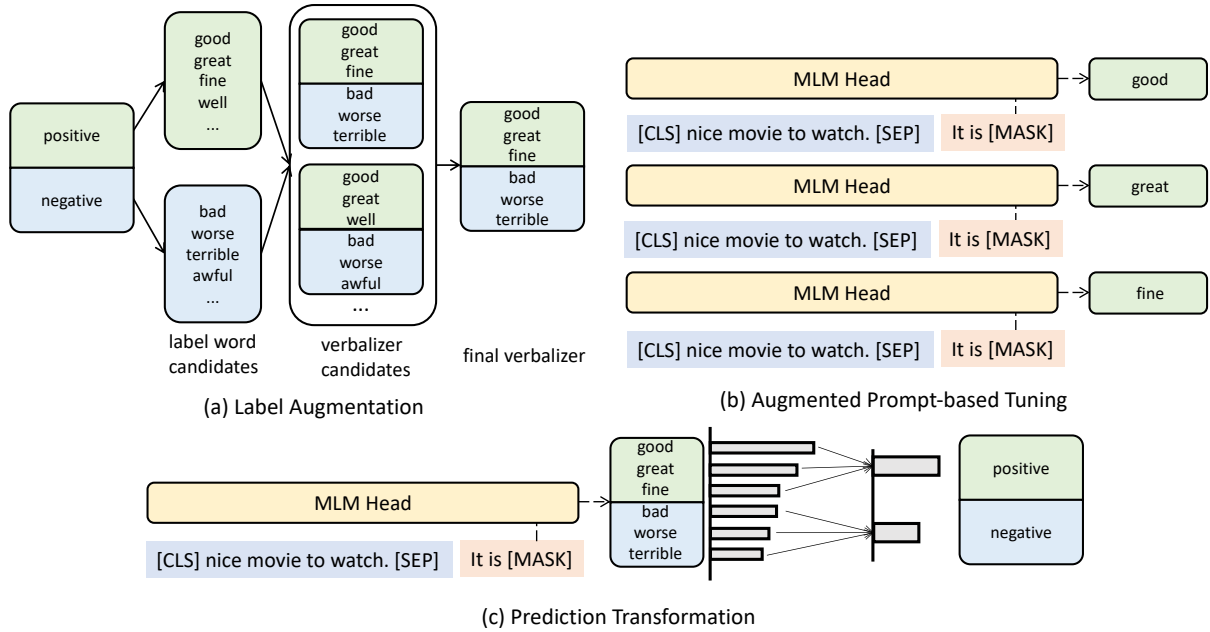 positive
negative
good
great
fine
well
...
bad
worse
terrible
awful
...
label word
candidates
good
great
fine
bad
worse
terrible
good
great
well
bad
worse
awful
...
verbalizer
candidates
good
great
fine
bad
worse
terrible
final verbalizer
(a) Label Augmentation
MLM Head
good
[CLS] nice movie to watch. [SEP] It is [MASK]
MLM Head
great
[CLS] nice movie to watch. [SEP] It is [MASK]
MLM Head
fine
[CLS] nice movie to watch. [SEP] It is [MASK]
(b) Augmented Prompt-based Tuning
MLM Head
[CLS] nice movie to watch. [SEP] It is [MASK]
good
great
fine
bad
worse
terrible
positive
negative
(c) Prediction Transformation